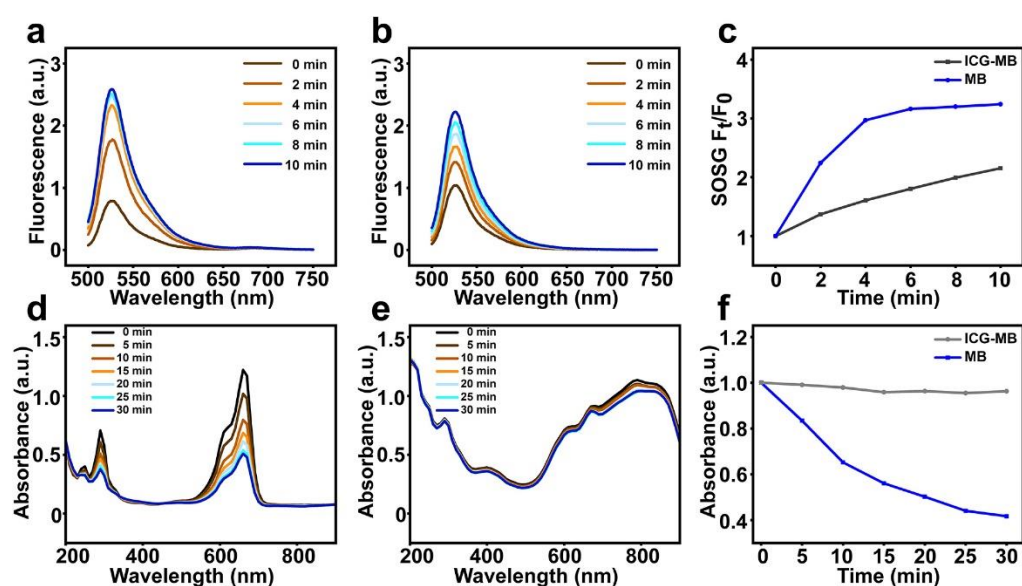 a
Fluorescence (a.u.)
3
2
1
0
0 min
2 min
4 min
6 min
8 min
10 min
500 550 600 650 700 750
Wavelength (nm)
b
Fluorescence (a.u.)
3
2
1
0
0 min
2 min
4 min
6 min
8 min
10 min
500 550 600 650 700 750
Wavelength (nm)
c
SOSG Ft/F0
4
3
2
1
ICG-MB
MB
0 2 4 6 8 10
Time (min)
d
Absorbance (a.u.)
1.5
1.0
0.5
0
0 min
5 min
10 min
15 min
20 min
25 min
30 min
200 400 600 800
Wavelength (nm)
e
Absorbance (a.u.)
1.5
1.0
0.5
0
0 min
5 min
10 min
15 min
20 min
25 min
30 min
200 400 600 800
Wavelength (nm)
f
Absorbance (a.u.)
1.2
1.0
0.8
0.6
0.4
ICG-MB
MB
0 5 10 15 20 25 30
Time (min)